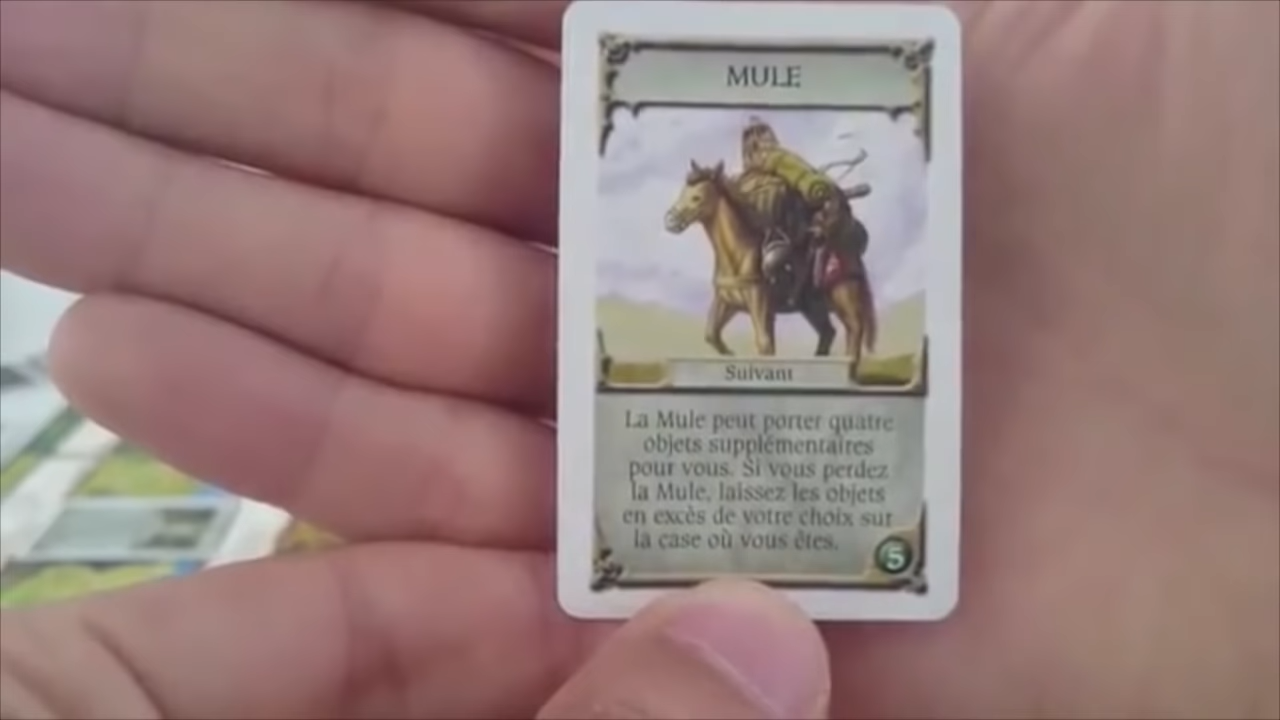 MULE
Suivant
La Mule peut porter quatre
objets supplémentaires
pour vous. Si vous perdez
la Mule, laissez les objets
en excès de votre choix sur
la case où vous êtes.
5